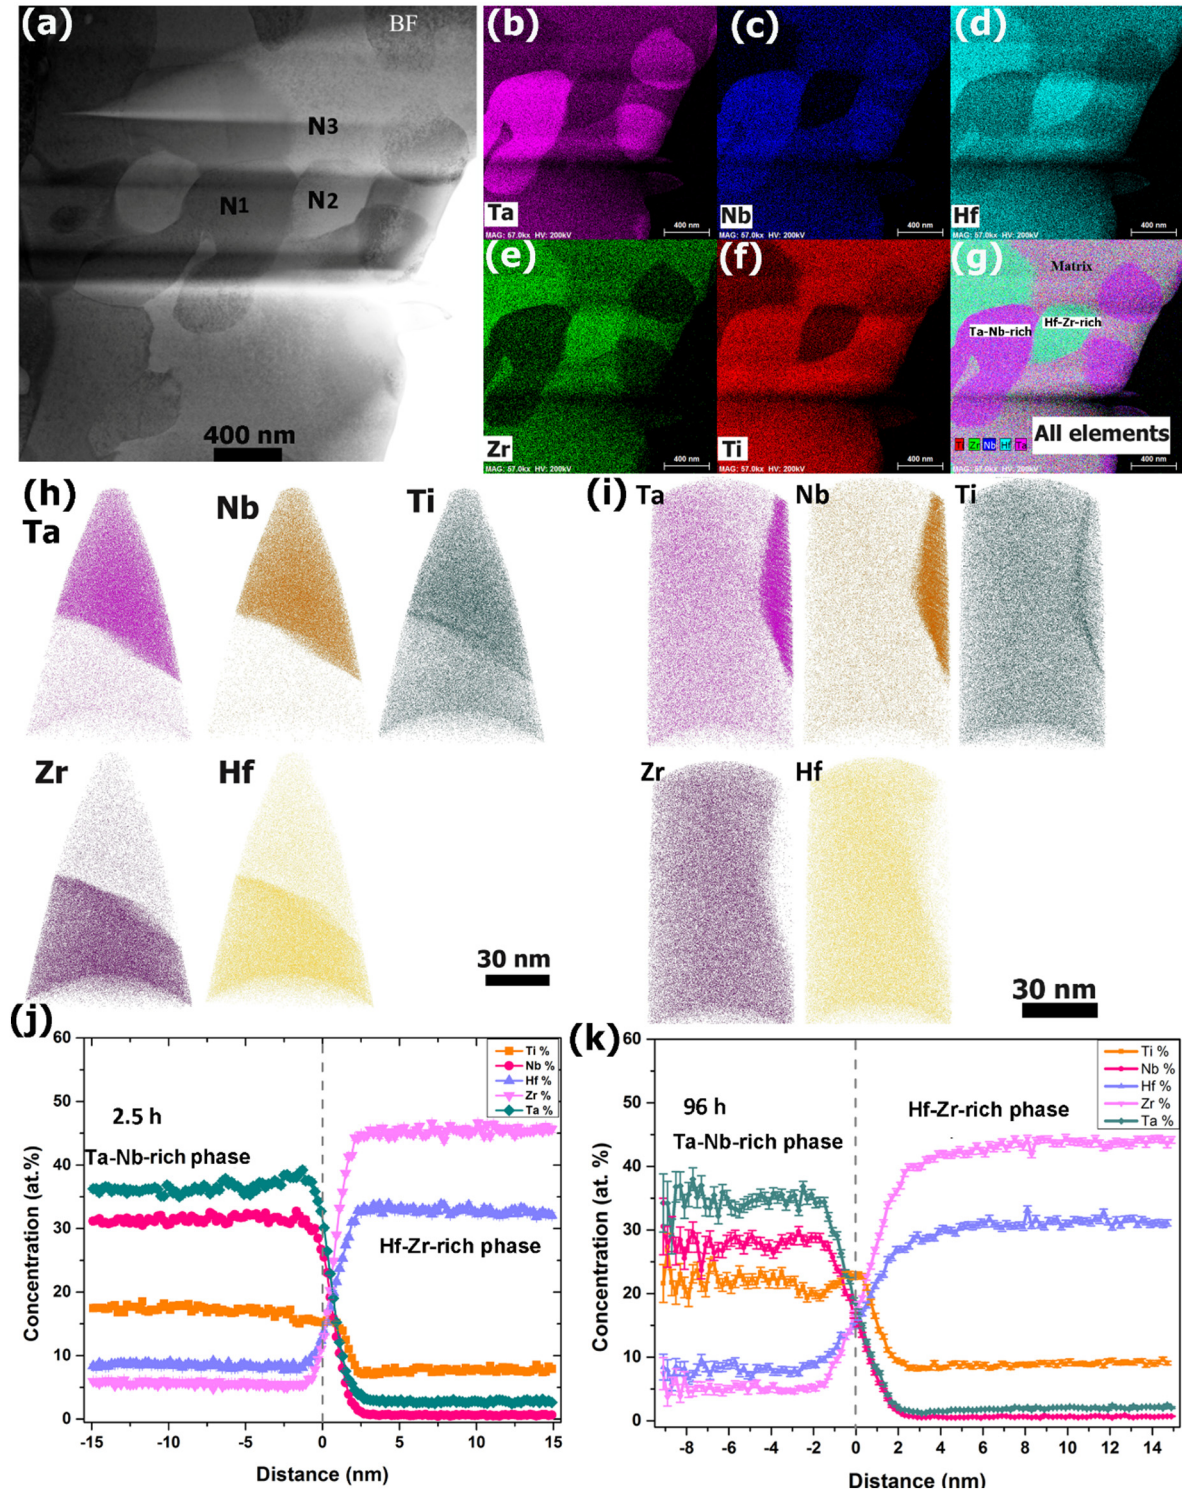 (a)
BF
N3
N1
N2
400 nm
(b)
Ta
MAG: 57.0kx HV: 200kV
400 nm
(c)
Nb
MAG: 57.0kx HV: 200kV
400 nm
(d)
Hf
MAG: 57.0kx HV: 200kV
400 nm
(e)
Zr
MAG: 57.0kx HV: 200kV
400 nm
(f)
Ti
MAG: 57.0kx HV: 200kV
400 nm
(g)
Matrix
Ta-Nb-rich
Hf-Zr-rich
All elements
Ti Zr Nb Hf Ta
MAG: 57.0kx HV: 200kV
400 nm
(h)
Ta
Nb
Ti
Zr
Hf
30 nm
(i)
Ta
Nb
Ti
Zr
Hf
30 nm
(j)
60
50
40
30
20
10
0
Concentration (at.%)
2.5 h
Ta-Nb-rich phase
Hf-Zr-rich phase
Ti %
Nb %
Hf %
Zr %
Ta %
-15 -10 -5 0 5 10 15
Distance (nm)
(k)
60
50
40
30
20
10
0
Concentration (at. %)
96 h
Ta-Nb-rich phase
Hf-Zr-rich phase
Ti %
Nb %
Hf %
Zr %
Ta %
-8 -6 -4 -2 0 2 4 6 8 10 12 14
Distance (nm)